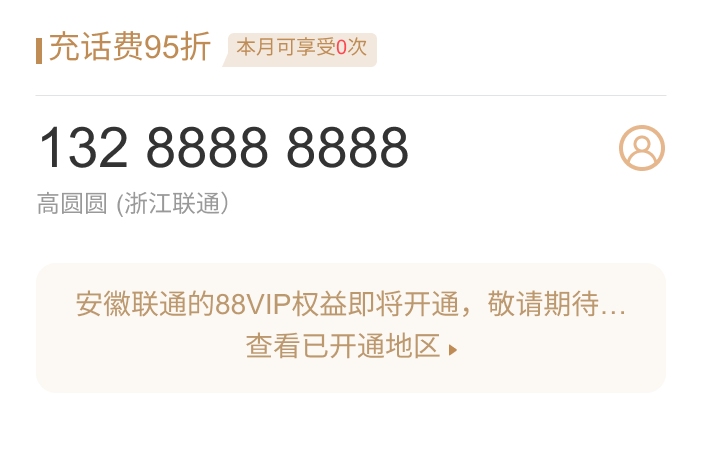 充话费95折 本月可享受0次
132 8888 8888
高圆圆 (浙江联通）
安徽联通的88VIP权益即将开通，敬请期待…
查看已开通地区